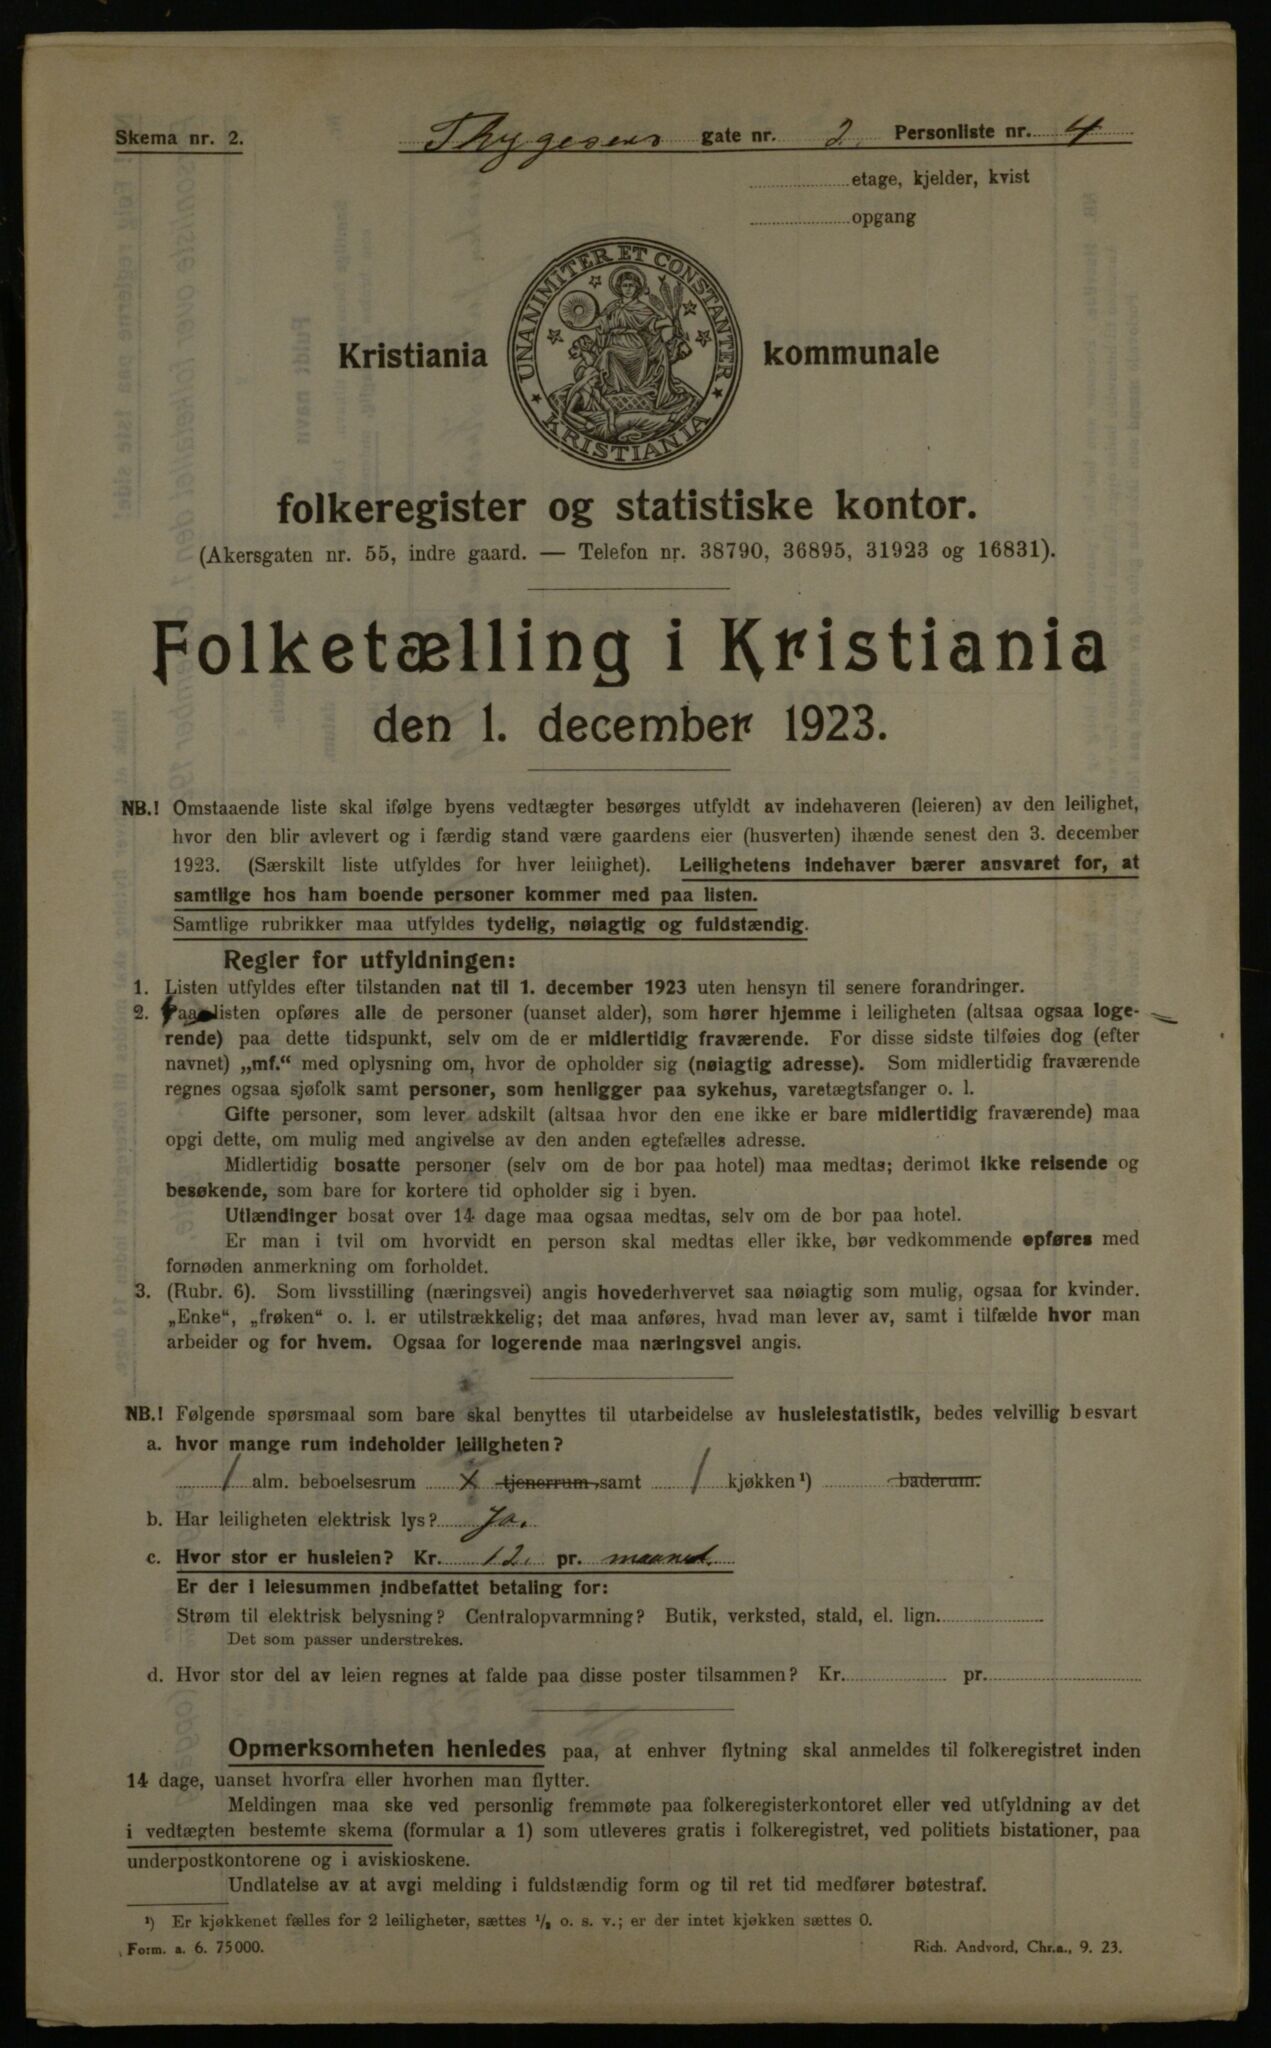 Skema nr. 2.
Thygesens gate nr. 2. Personliste nr. 4
etage, kjelder, kvist
opgang
UNANIMITER ET CONSTANTER
KRISTIANIA
Kristiania kommunale
folkeregister og statistiske kontor.
(Akersgaten nr. 55, indre gaard. — Telefon nr. 38790, 36895, 31923 og 16831).
Folketælling i Kristiania
den 1. december 1923.
NB.! Omstaaende liste skal ifølge byens vedtægter besørges utfyldt av indehaveren (leieren) av den leilighet,
hvor den blir avlevert og i færdig stand være gaardens eier (husverten) ihænde senest den 3. december
1923. (Særskilt liste utfyldes for hver leilighet). Leilighetens indehaver bærer ansvaret for, at
samtlige hos ham boende personer kommer med paa listen.
Samtlige rubrikker maa utfyldes tydelig, nøiagtig og fuldstændig.
Regler for utfyldningen:
1. Listen utfyldes efter tilstanden nat til 1. december 1923 uten hensyn til senere forandringer.
2. Paa listen opføres alle de personer (uanset alder), som hører hjemme i leiligheten (altsaa ogsaa loge-
rende) paa dette tidspunkt, selv om de er midlertidig fraværende. For disse sidste tilføies dog (efter
navnet) „mf.“ med oplysning om, hvor de opholder sig (nøiagtig adresse). Som midlertidig fraværende
regnes ogsaa sjøfolk samt personer, som henligger paa sykehus, varetægtsfanger o. l.
Gifte personer, som lever adskilt (altsaa hvor den ene ikke er bare midlertidig fraværende) maa
opgi dette, om mulig med angivelse av den anden egtefælles adresse.
Midlertidig bosatte personer (selv om de bor paa hotel) maa medtas; derimot ikke reisende og
besøkende, som bare for kortere tid opholder sig i byen.
Utlændinger bosat over 14 dage maa ogsaa medtas, selv om de bor paa hotel.
Er man i tvil om hvorvidt en person skal medtas eller ikke, bør vedkommende opføres med
fornøden anmerkning om forholdet.
3. (Rubr. 6). Som livsstilling (næringsvei) angis hovederhvervet saa nøiagtig som mulig, ogsaa for kvinder.
„Enke“, „frøken“ o. l. er utilstrækkelig; det maa anføres, hvad man lever av, samt i tilfælde hvor man
arbeider og for hvem. Ogsaa for logerende maa næringsvei angis.
NB.! Følgende spørsmaal som bare skal benyttes til utarbeidelse av husleiestatistik, bedes velvillig besvart
a. hvor mange rum indeholder leiligheten?
1 alm. beboelsesrum X tjenerrum, samt 1 kjøkken ¹) baderum.
b. Har leiligheten elektrisk lys? Ja.
c. Hvor stor er husleien? Kr. 12. pr. maaned.
Er der i leiesummen indbefattet betaling for:
Strøm til elektrisk belysning? Centralopvarmning? Butik, verksted, stald, el. lign.
Det som passer understrekes.
d. Hvor stor del av leien regnes at falde paa disse poster tilsammen? Kr. pr.
Opmerksomheten henledes paa, at enhver flytning skal anmeldes til folkeregistret inden
14 dage, uanset hvorfra eller hvorhen man flytter.
Meldingen maa ske ved personlig fremmøte paa folkeregisterkontoret eller ved utfyldning av det
i vedtægten bestemte skema (formular a 1) som utleveres gratis i folkeregistret, ved politiets bistationer, paa
underpostkontorene og i aviskioskene.
Undlatelse av at avgi melding i fuldstændig form og til ret tid medfører bøtestraf.
¹) Er kjøkkenet fælles for 2 leiligheter, sættes ½ o. s. v.; er der intet kjøkken sættes 0.
Form. a. 6. 75000.
Rich. Andvord, Chr.a., 9. 23.